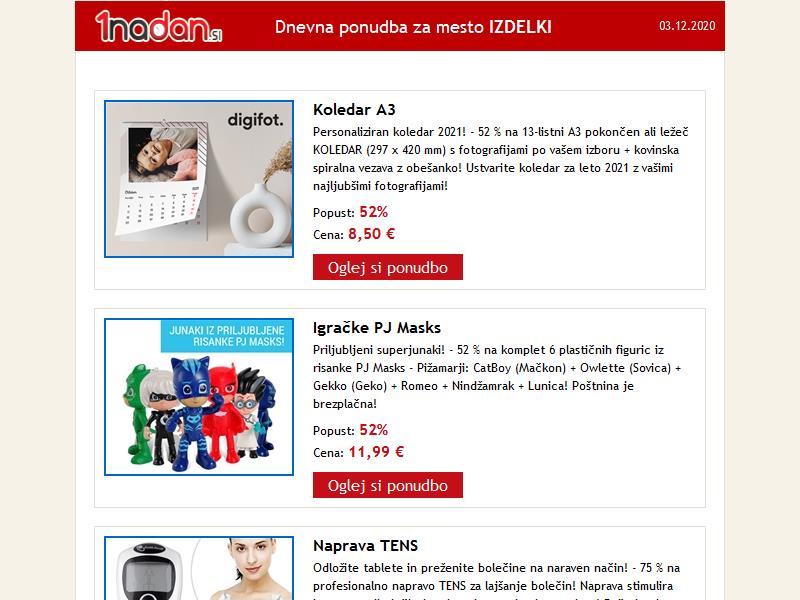 1nadan.si
Dnevna ponudba za mesto IZDELKI
03.12.2020
digifot.
Koledar A3
Personaliziran koledar 2021! - 52 % na 13-listni A3 pokončen ali ležeč
KOLEDAR (297 x 420 mm) s fotografijami po vašem izboru + kovinska
spiralna vezava z obešanko! Ustvarite koledar za leto 2021 z vašimi
najljubšimi fotografijami!
Popust: 52%
Cena: 8,50 €
Oglej si ponudbo
JUNAKI IZ PRILJUBLJENE
RISANKE PJ MASKS!
Igračke PJ Masks
Priljubljeni superjunaki! - 52 % na komplet 6 plastičnih figuric iz
risanke PJ Masks - Pižamarji: CatBoy (Mačkon) + Owlette (Sovica) +
Gekko (Geko) + Romeo + Nindžamrak + Lunica! Poštnina je
brezplačna!
Popust: 52%
Cena: 11,99 €
Oglej si ponudbo
Naprava TENS
Odložite tablete in preženite bolečine na naraven način! - 75 % na
profesionalno napravo TENS za lajšanje bolečin! Naprava stimulira